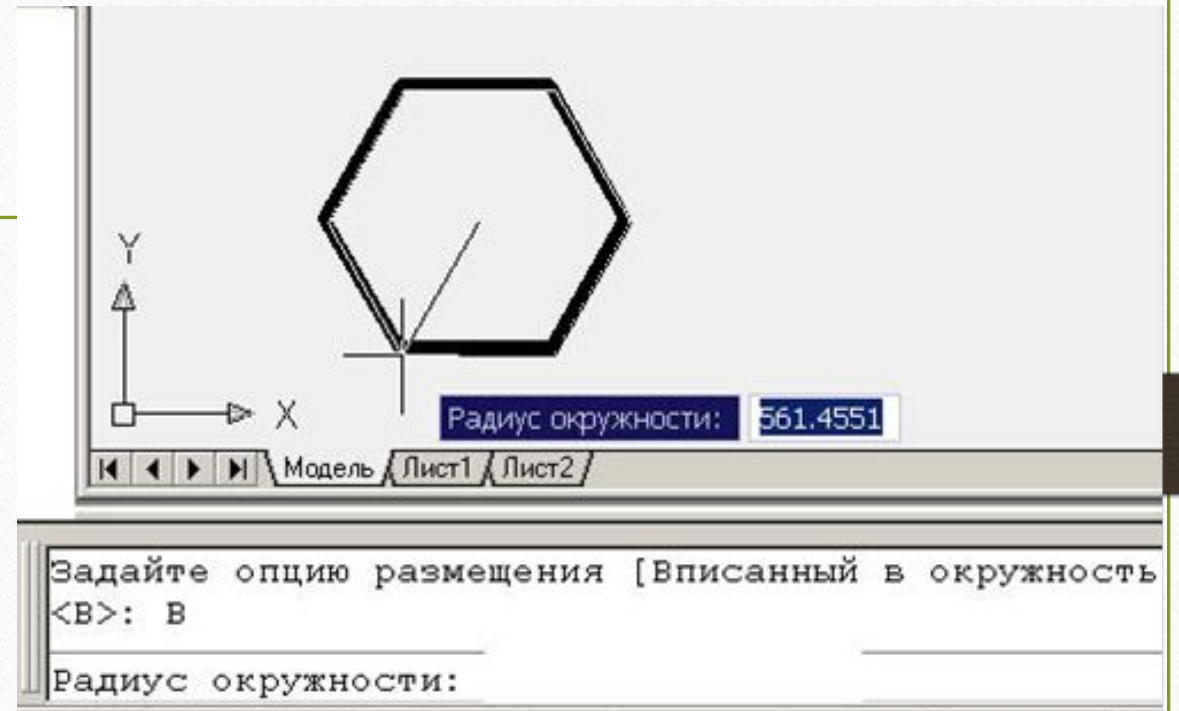 Y
X
Радиус окружности: 561.4551
Модель Лист1 Лист2
Задайте опцию размещения [Вписанный в окружность
<В>: В
Радиус окружности: